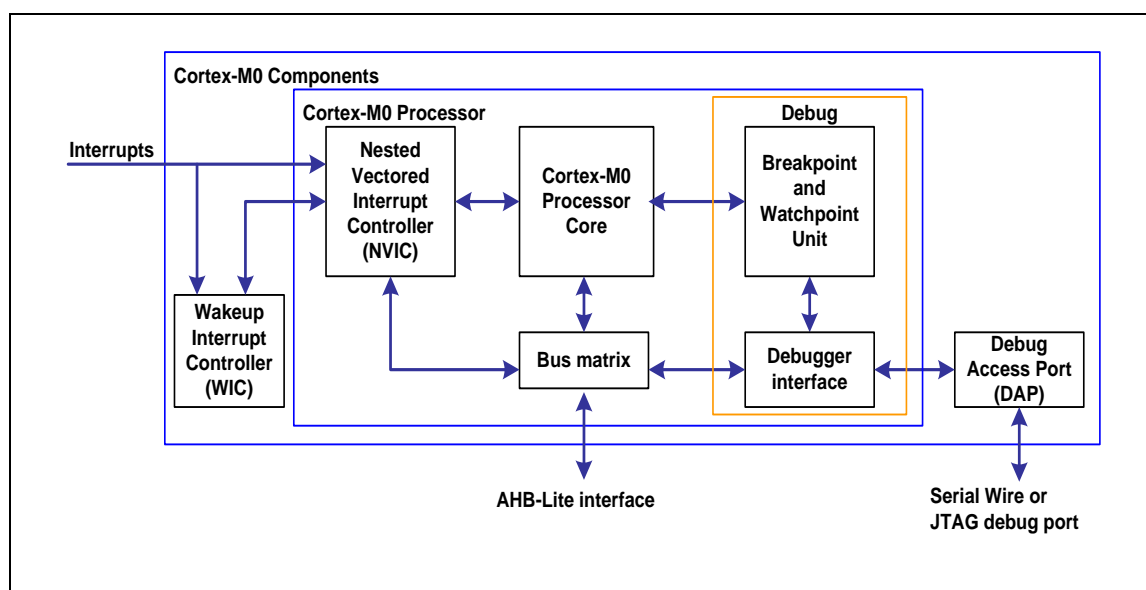 Cortex-M0 Components
Cortex-M0 Processor
Debug
Interrupts
Nested
Vectored
Interrupt
Controller
(NVIC)
Cortex-M0
Processor
Core
Breakpoint
and
Watchpoint
Unit
Wakeup
Interrupt
Controller
(WIC)
Bus matrix
Debugger
interface
Debug
Access Port
(DAP)
AHB-Lite interface
Serial Wire or
JTAG debug port